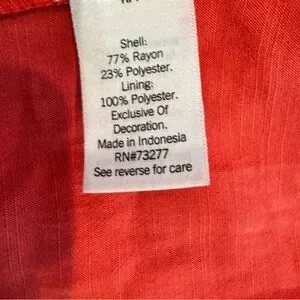 Shell:
77% Rayon
23% Polyester.
Lining:
100% Polyester.
Exclusive Of
Decoration.
Made in Indonesia
RN#73277
See reverse for care